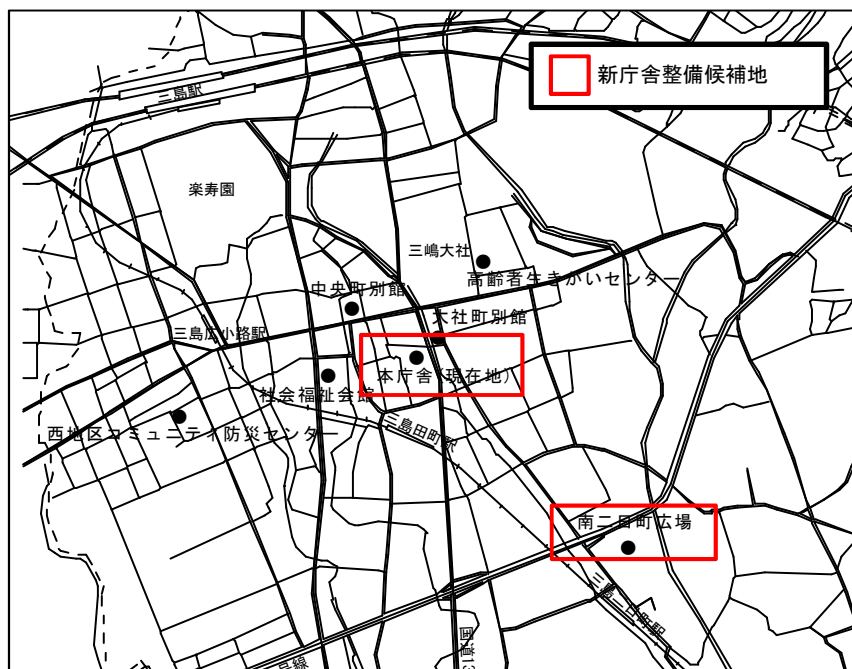 新庁舎整備候補地
三島駅
楽寿園
三嶋大社
高齢者生きがいセンター
中央町別館
大社町別館
三島広小路駅
本庁舎(現在地)
社会福祉会館
三島田町駅
西地区コミュニティ防災センター
南二日町広場
三島二日町駅
国道13